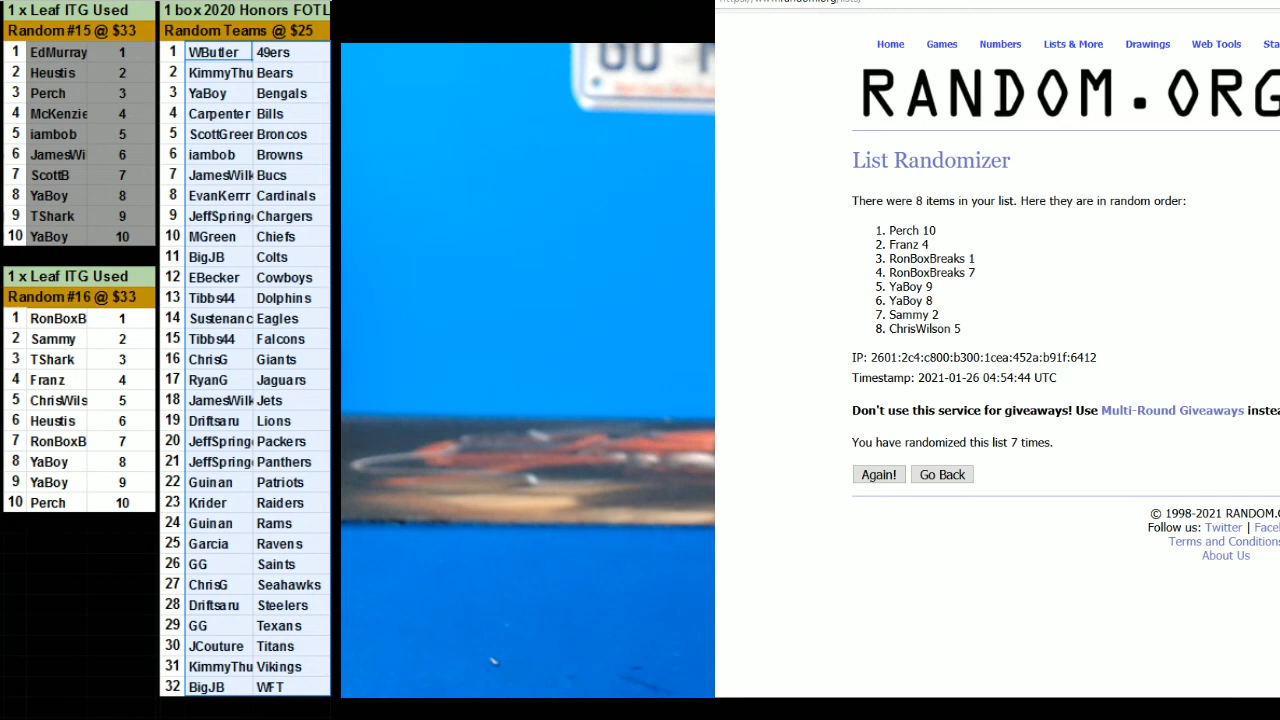 1 x Leaf ITG Used
Random #15 @ $33
1 EdMurray 1
2 Heustis 2
3 Perch 3
4 McKenzie 4
5 iambob 5
6 JamesWi 6
7 ScottB 7
8 YaBoy 8
9 TShark 9
10 YaBoy 10
1 x Leaf ITG Used
Random #16 @ $33
1 RonBoxB 1
2 Sammy 2
3 TShark 3
4 Franz 4
5 ChrisWils 5
6 Heustis 6
7 RonBoxB 7
8 YaBoy 8
9 YaBoy 9
10 Perch 10
1 box 2020 Honors FOTL
Random Teams @ $25
1 WButler 49ers
2 KimmyThu Bears
3 YaBoy Bengals
4 Carpenter Bills
5 ScottGreer Broncos
6 iambob Browns
7 JamesWilk Bucs
8 EvanKerrr Cardinals
9 JeffSpringe Chargers
10 MGreen Chiefs
11 BigJB Colts
12 EBecker Cowboys
13 Tibbs44 Dolphins
14 Sustenanc Eagles
15 Tibbs44 Falcons
16 ChrisG Giants
17 RyanG Jaguars
18 JamesWilk Jets
19 Driftsaru Lions
20 JeffSpringe Packers
21 JeffSpringe Panthers
22 Guinan Patriots
23 Krider Raiders
24 Guinan Rams
25 Garcia Ravens
26 GG Saints
27 ChrisG Seahawks
28 Driftsaru Steelers
29 GG Texans
30 JCouture Titans
31 KimmyThu Vikings
32 BigJB WFT
Home Games Numbers Lists & More Drawings Web Tools Sta
RANDOM.ORG
List Randomizer
There were 8 items in your list. Here they are in random order:
1. Perch 10
2. Franz 4
3. RonBoxBreaks 1
4. RonBoxBreaks 7
5. YaBoy 9
6. YaBoy 8
7. Sammy 2
8. ChrisWilson 5
IP: 2601:2c4:c800:b300:1cea:452a:b91f:6412
Timestamp: 2021-01-26 04:54:44 UTC
Don't use this service for giveaways! Use Multi-Round Giveaways instea
You have randomized this list 7 times.
Again! Go Back
© 1998-2021 RANDOM.O
Follow us: Twitter | Facel
Terms and Conditions
About Us